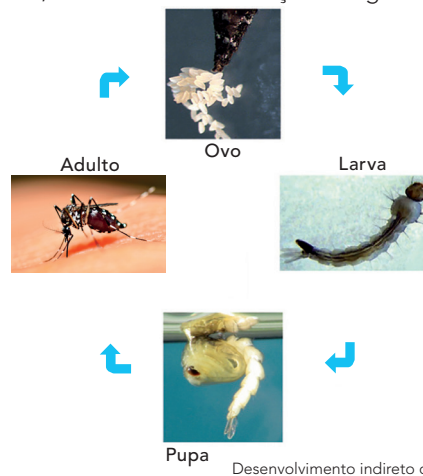 Ovo
Adulto
Larva
Pupa
Desenvolvimento indireto